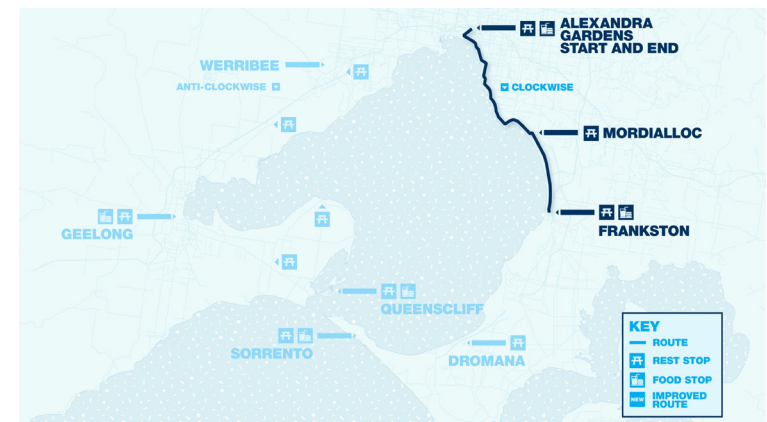 ALEXANDRA
GARDENS
START AND END
WERRIBEE
ANTI-CLOCKWISE
CLOCKWISE
MORDIALLOC
GEELONG
FRANKSTON
QUEENSCLIFF
SORRENTO
DROMANA
KEY
ROUTE
REST STOP
FOOD STOP
NEW
IMPROVED
ROUTE